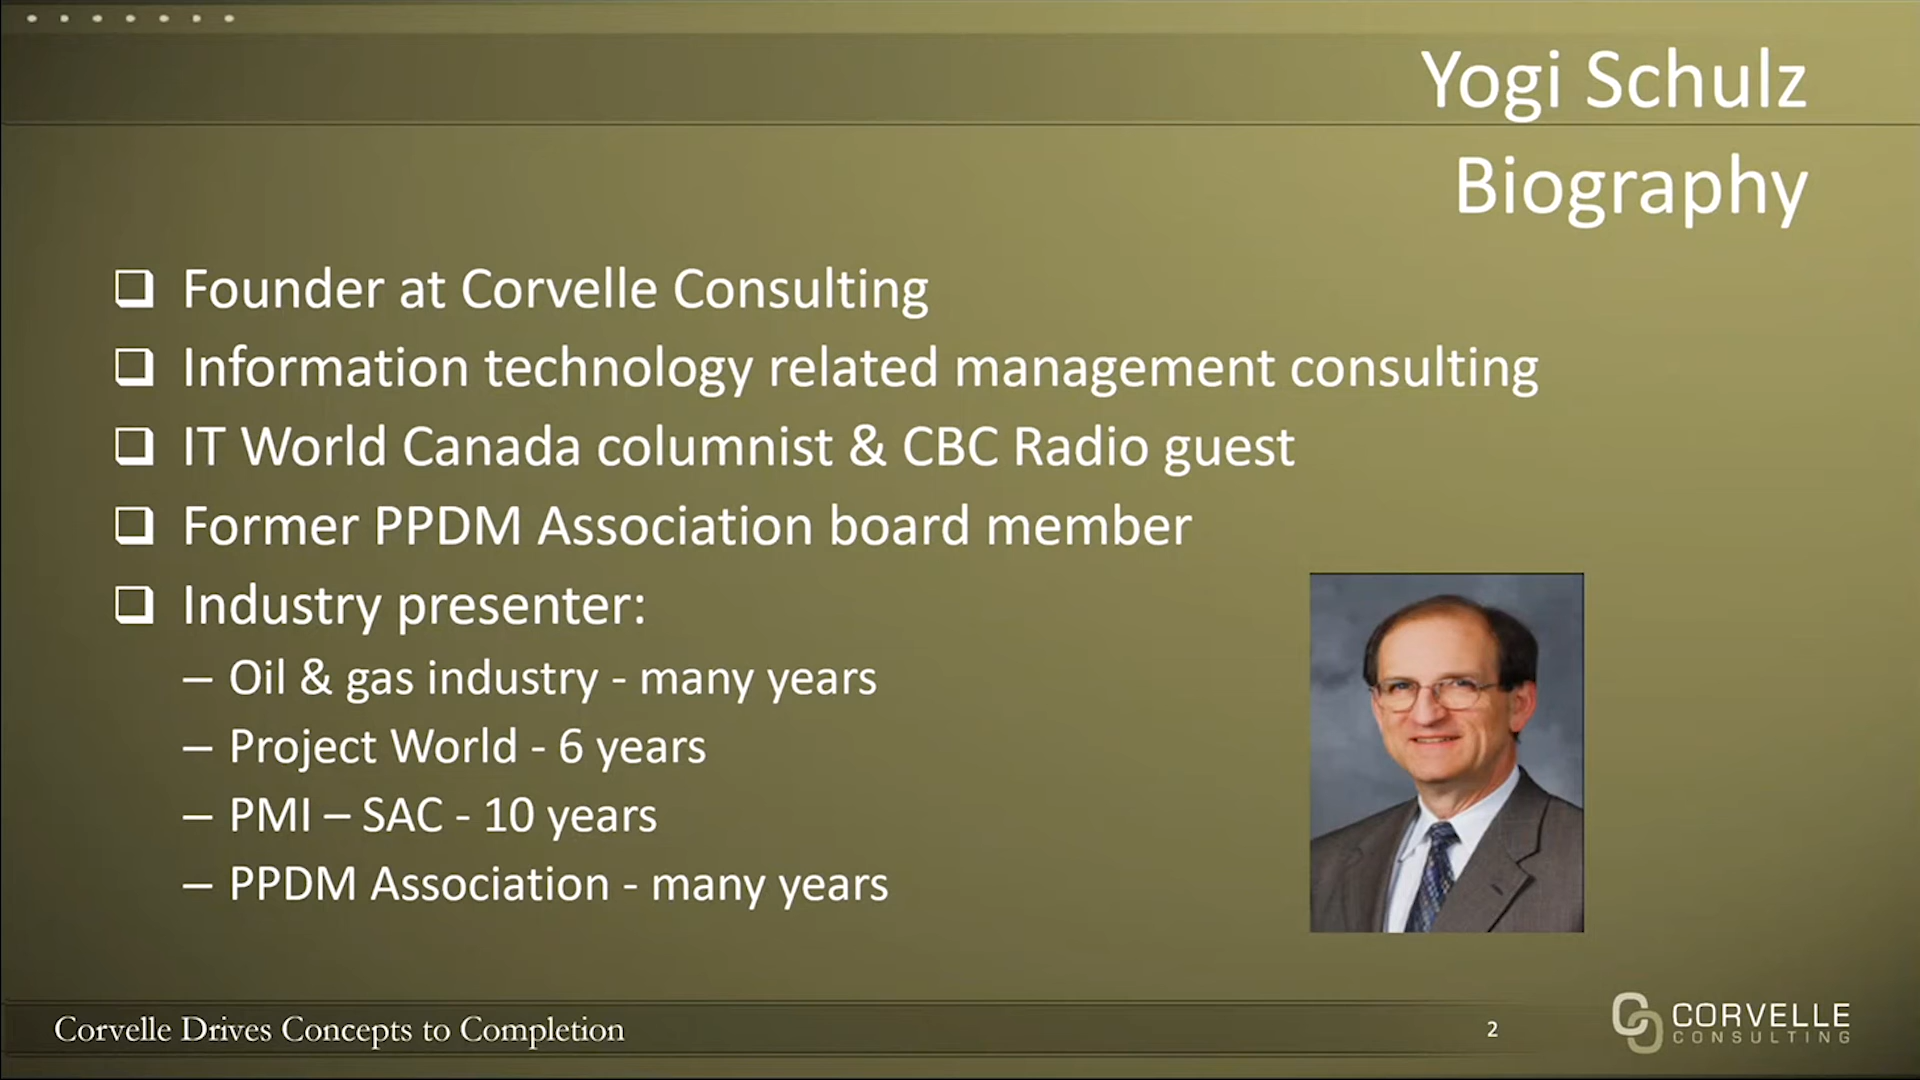 Yogi Schulz
Biography
Founder at Corvelle Consulting
Information technology related management consulting
IT World Canada columnist & CBC Radio guest
Former PPDM Association board member
Industry presenter:
– Oil & gas industry - many years
– Project World - 6 years
– PMI – SAC - 10 years
– PPDM Association - many years
Corvelle Drives Concepts to Completion
2
CORVELLE
CONSULTING